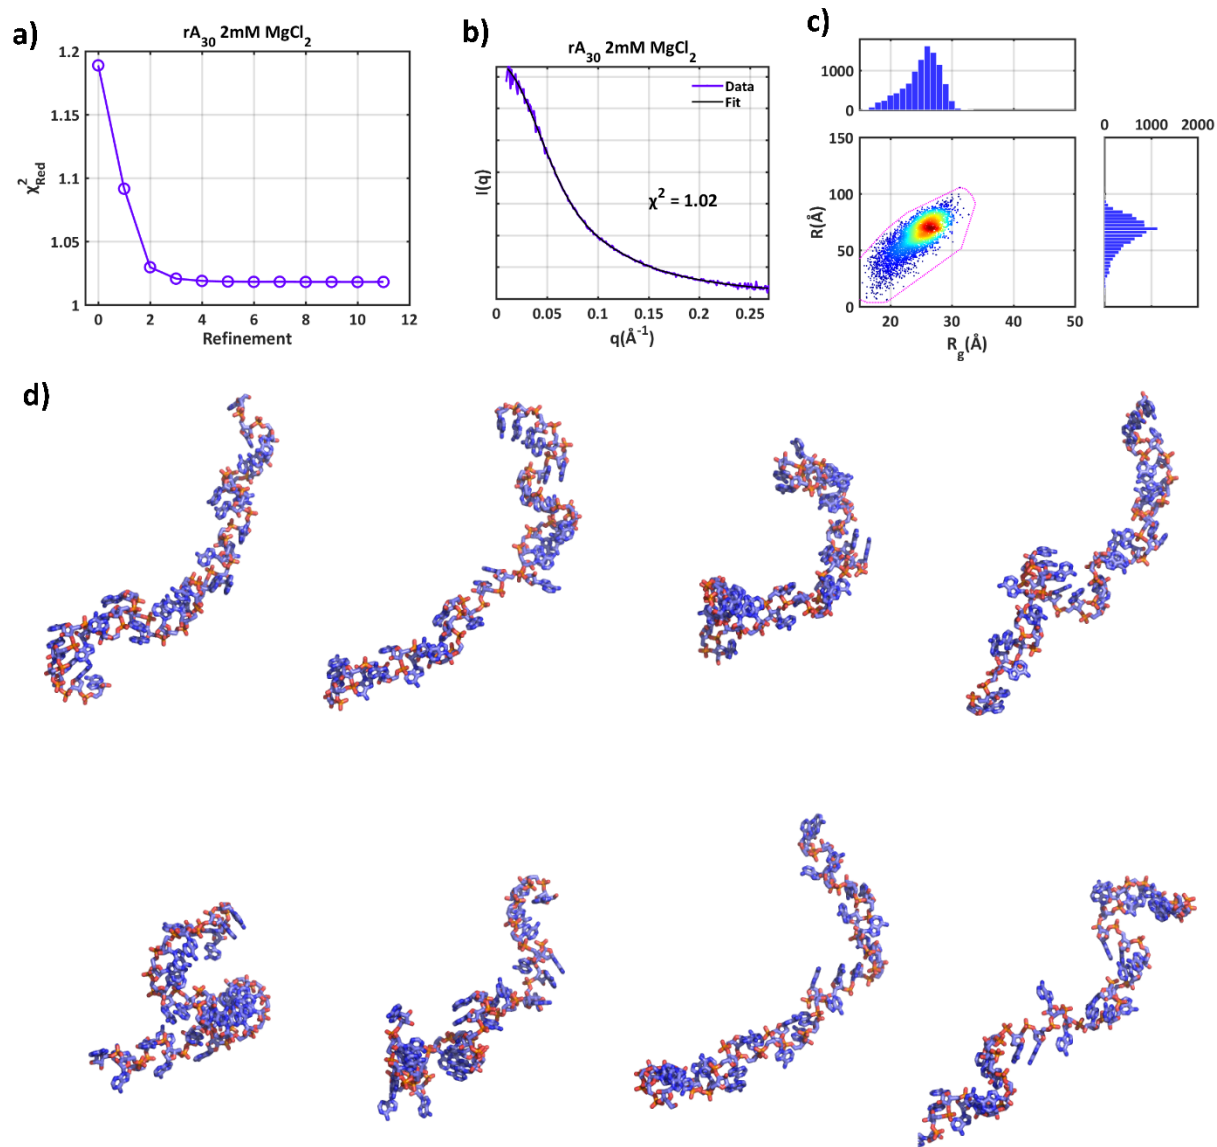 a)
rA30 2mM MgCl2
1.2
1.15
1.1
1.05
1
χ²Red
0 2 4 6 8 10 12
Refinement
b)
rA30 2mM MgCl2
Data
Fit
χ² = 1.02
I(q)
0 0.05 0.1 0.15 0.2 0.25
q(Å-1)
c)
1000
0
0 1000 2000
150
100
50
0
R(Å)
20 30 40 50
Rg(Å)
d)